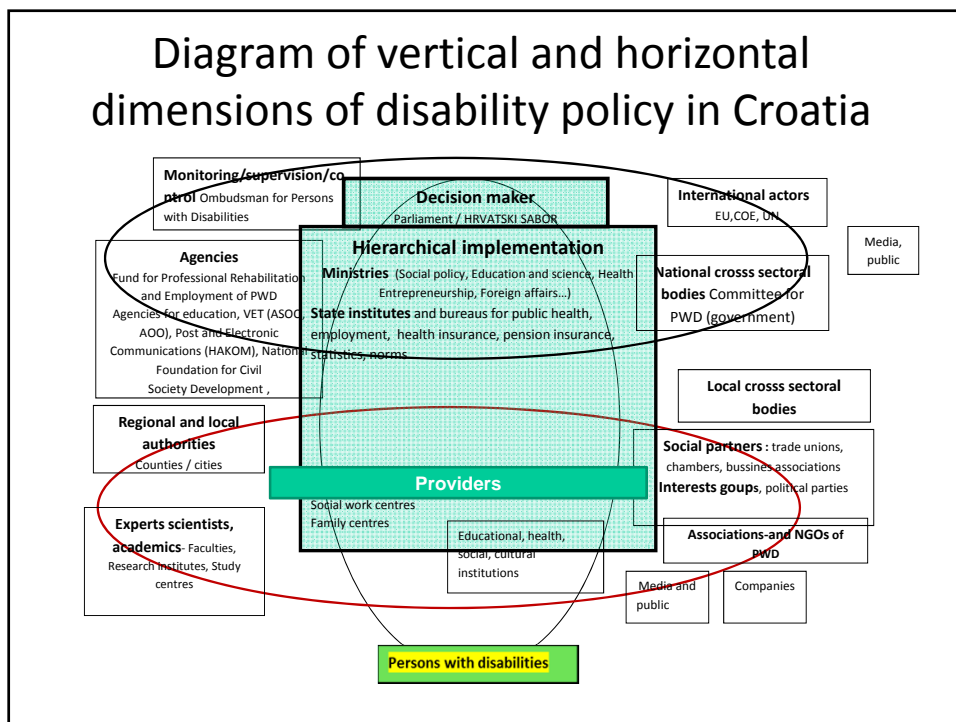 Diagram of vertical and horizontal
dimensions of disability policy in Croatia
Monitoring/supervision/co
ntrol Ombudsman for Persons
with Disabilities
Decision maker
Parliament / HRVATSKI SABOR
International actors
EU,COE, UN
Media,
public
Agencies
Fund for Professional Rehabilitation
and Employment of PWD
Agencies for education, VET (ASOO,
AOO), Post and Electronic
Communications (HAKOM), National
Foundation for Civil
Society Development ,
Hierarchical implementation
Ministries (Social policy, Education and science, Health
Entrepreneurship, Foreign affairs...)
State institutes and bureaus for public health,
employment, health insurance, pension insurance,
statistics, norms
National crosss sectoral
bodies Committee for
PWD (government)
Local crosss sectoral
bodies
Regional and local
authorities
Counties / cities
Social partners : trade unions,
chambers, bussines associations
Interests goups, political parties
Providers
Social work centres
Family centres
Experts scientists,
academics- Faculties,
Research institutes, Study
centres
Educational, health,
social, cultural
institutions
Associations-and NGOs of
PWD
Media and
public
Companies
Persons with disabilities